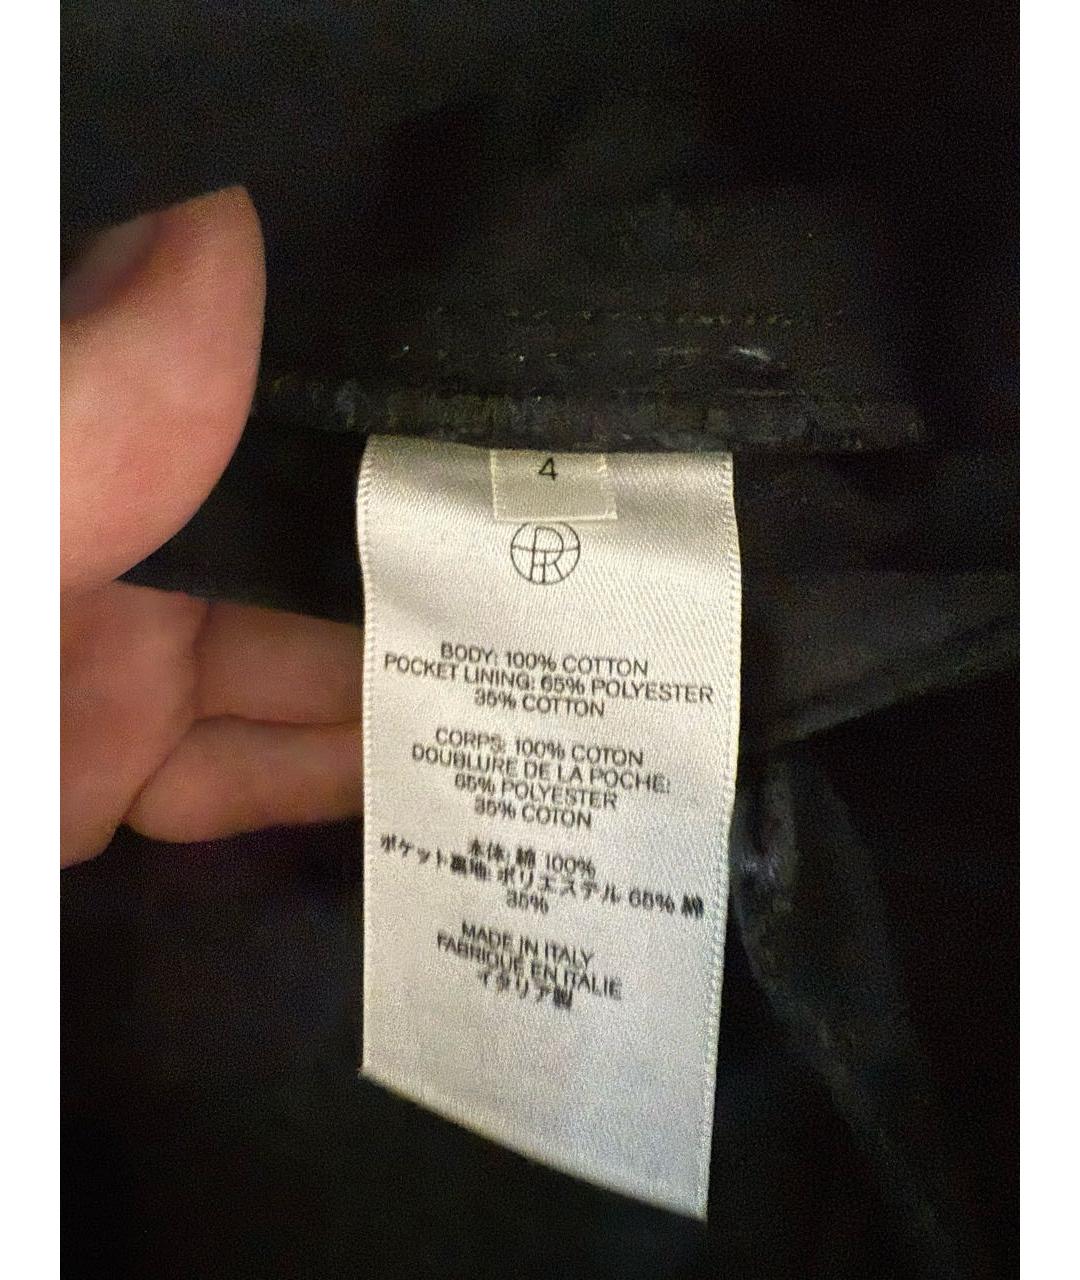 4
BODY: 100% COTTON
POCKET LINING: 65% POLYESTER
35% COTTON
CORPS: 100% COTON
DOUBLURE DE LA POCHE:
65% POLYESTER
35% COTON
本体: 綿 100%
ポケット裏地: ポリエステル 65% 綿
35%
MADE IN ITALY
FABRIQUE EN ITALIE
イタリア製